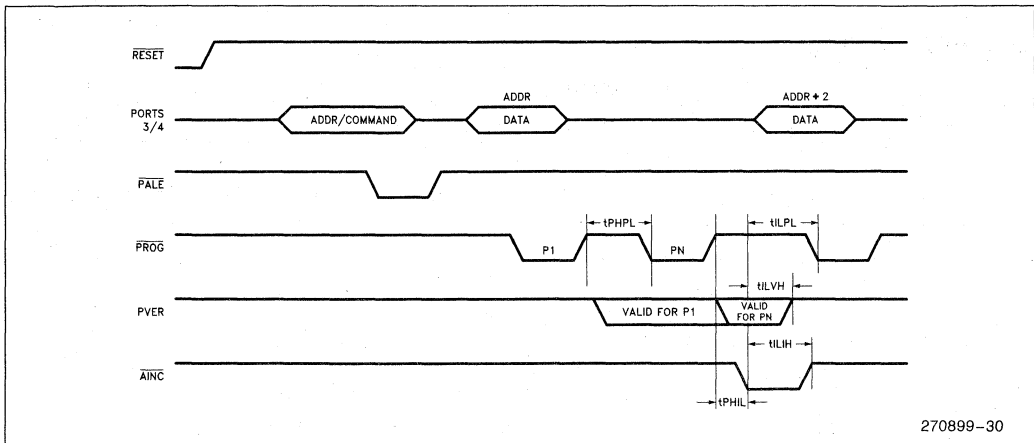 RESET
ADDR
ADDR + 2
PORTS
3/4
ADDR/COMMAND
DATA
DATA
PALE
tPHPL
tILPL
PROG
P1
PN
tILVH
PVER
VALID FOR P1
VALID
FOR PN
tILIH
AINC
tPHIL
270899–30